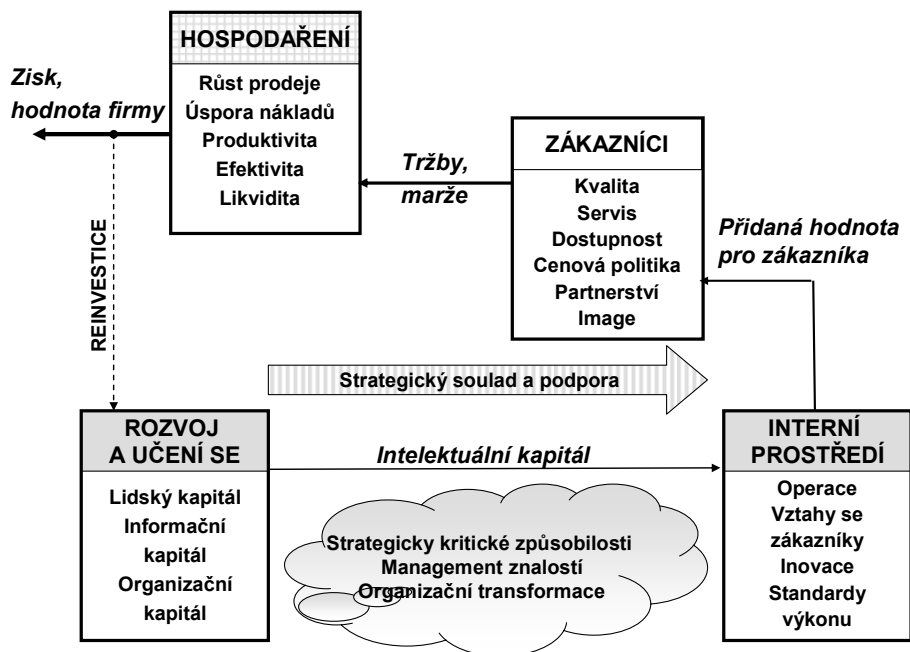 HOSPODAŘENÍ
Růst prodeje
Úspora nákladů
Produktivita
Efektivita
Likvidita
Zisk,
hodnota firmy
Tržby,
marže
ZÁKAZNÍCI
Kvalita
Servis
Dostupnost
Cenová politika
Partnerství
Image
Přidaná hodnota
pro zákazníka
REINVESTICE
Strategický soulad a podpora
ROZVOJ
A UČENÍ SE
Lidský kapitál
Informační
kapitál
Organizační
kapitál
Intelektuální kapitál
Strategicky kritické způsobilosti
Management znalostí
Organizační transformace
INTERNÍ
PROSTŘEDÍ
Operace
Vztahy se
zákazníky
Inovace
Standardy
výkonu